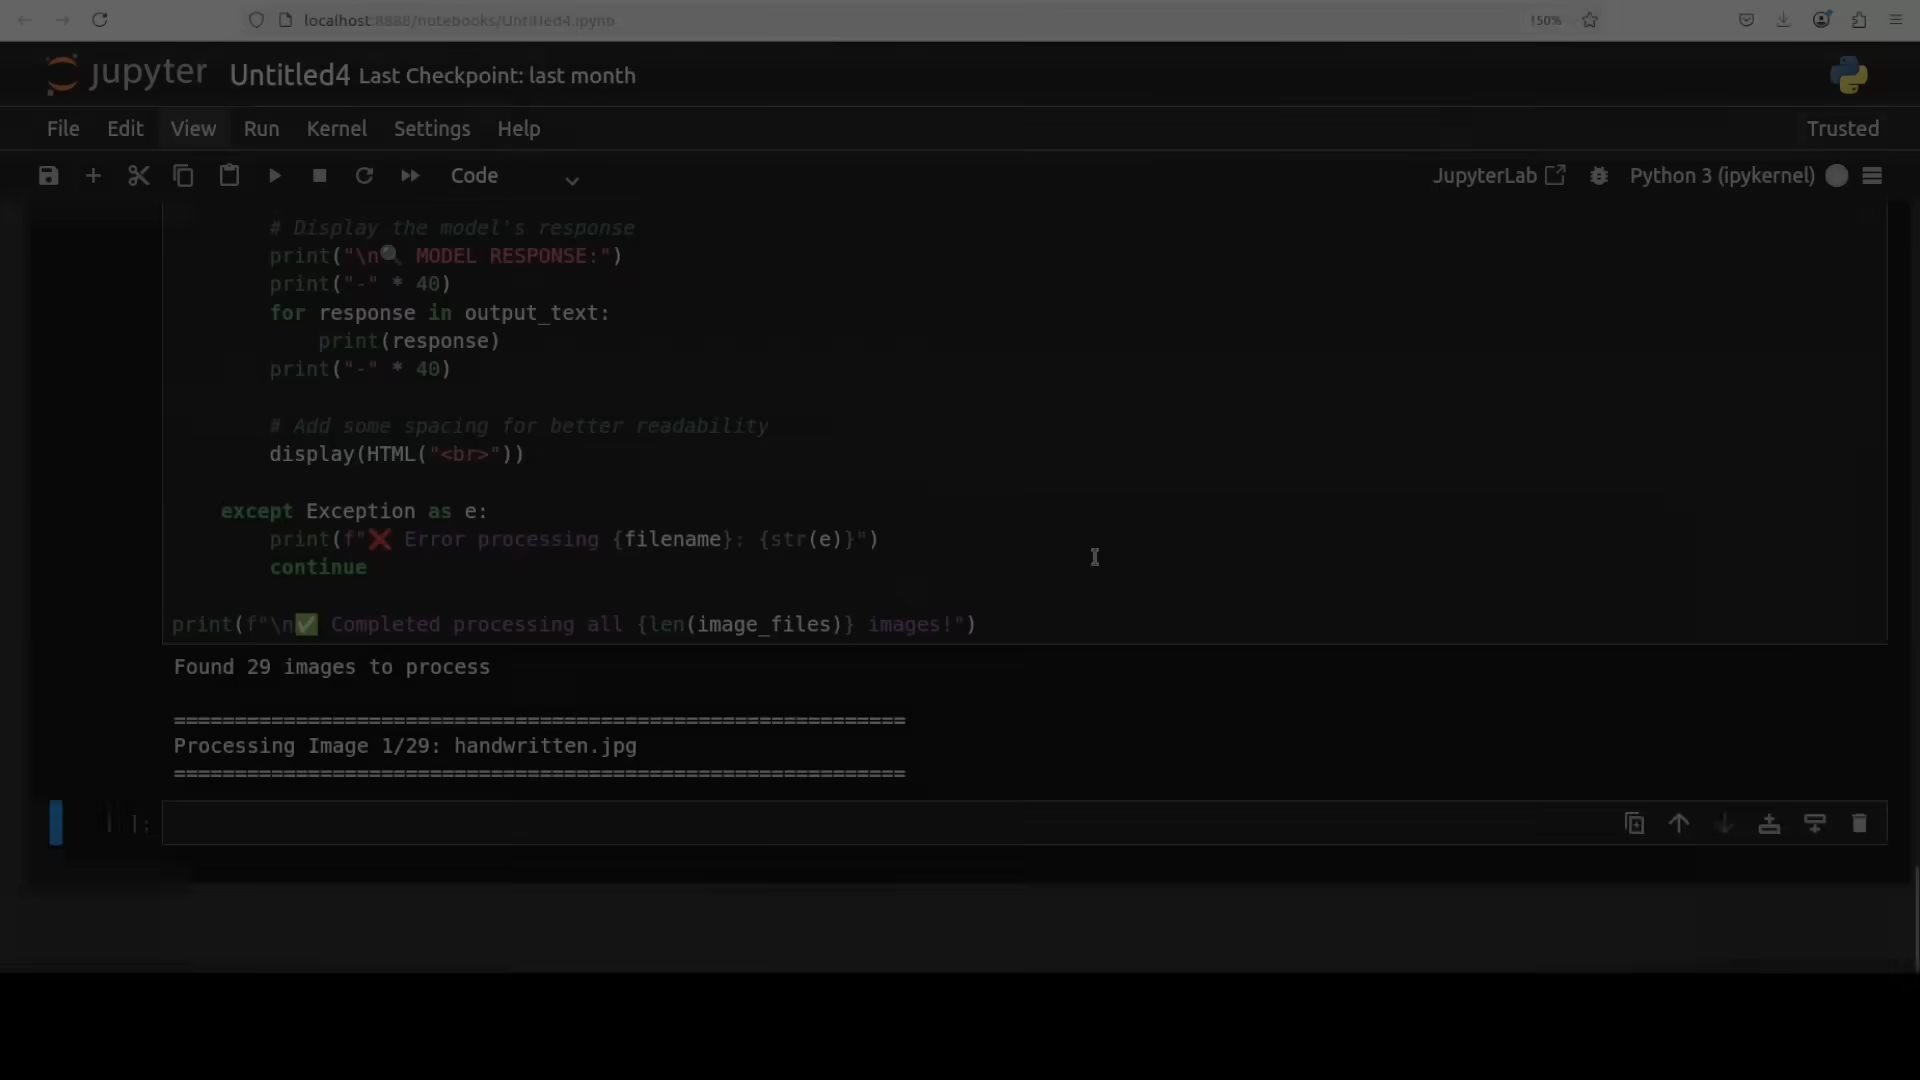 localhost:8888/notebooks/Untitled4.ipynb
150%
jupyter Untitled4 Last Checkpoint: last month
File Edit View Run Kernel Settings Help Trusted
Code JupyterLab Python 3 (ipykernel)
# Display the model's response
print("\n🔍 MODEL RESPONSE:")
print("-" * 40)
for response in output_text:
print(response)
print("-" * 40)
# Add some spacing for better readability
display(HTML("<br>"))
except Exception as e:
print(f"❌ Error processing {filename}: {str(e)}")
continue
print(f"\n✅ Completed processing all {len(image_files)} images!")
Found 29 images to process
============================================================
Processing Image 1/29: handwritten.jpg
============================================================
[ ]: